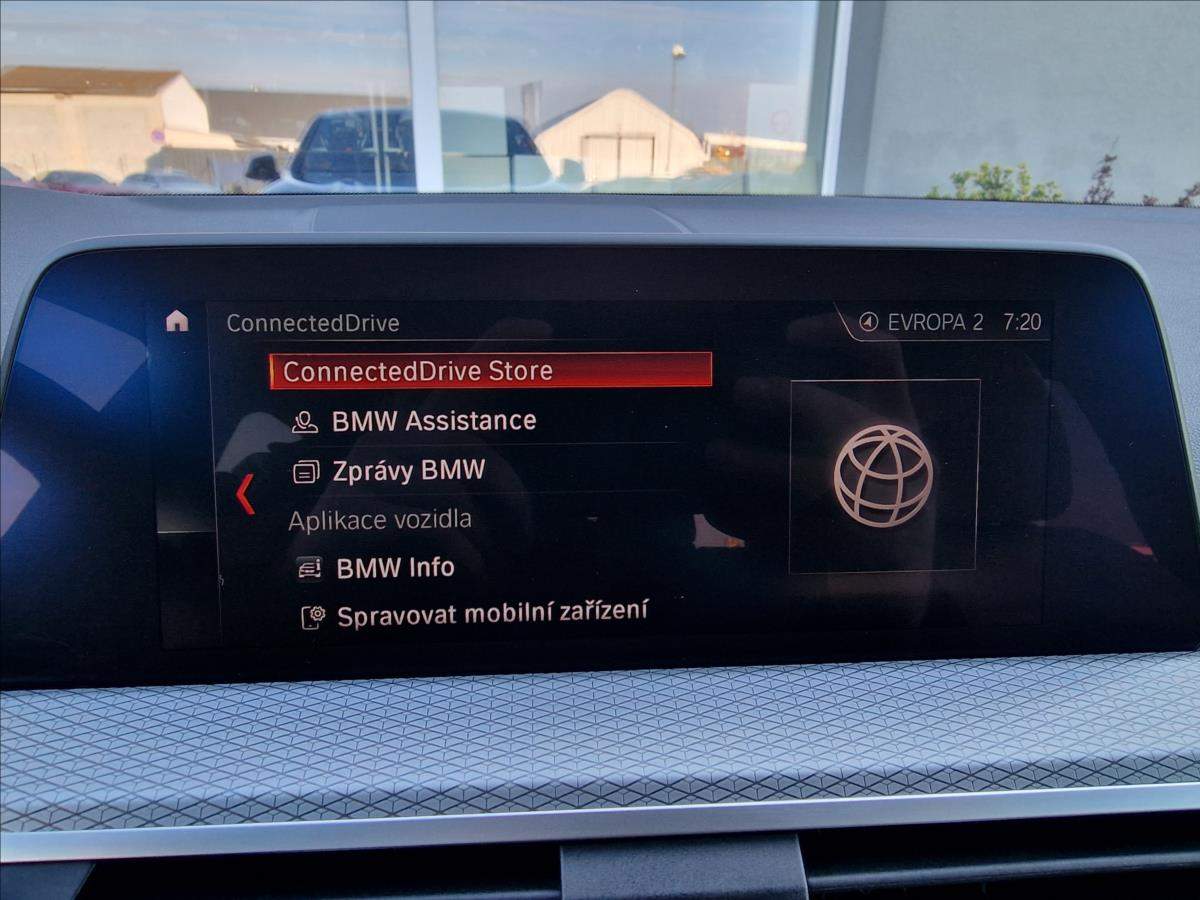 ConnectedDrive
EVROPA 2 7:20
ConnectedDrive Store
BMW Assistance
Zprávy BMW
Aplikace vozidla
BMW Info
Spravovat mobilní zařízení